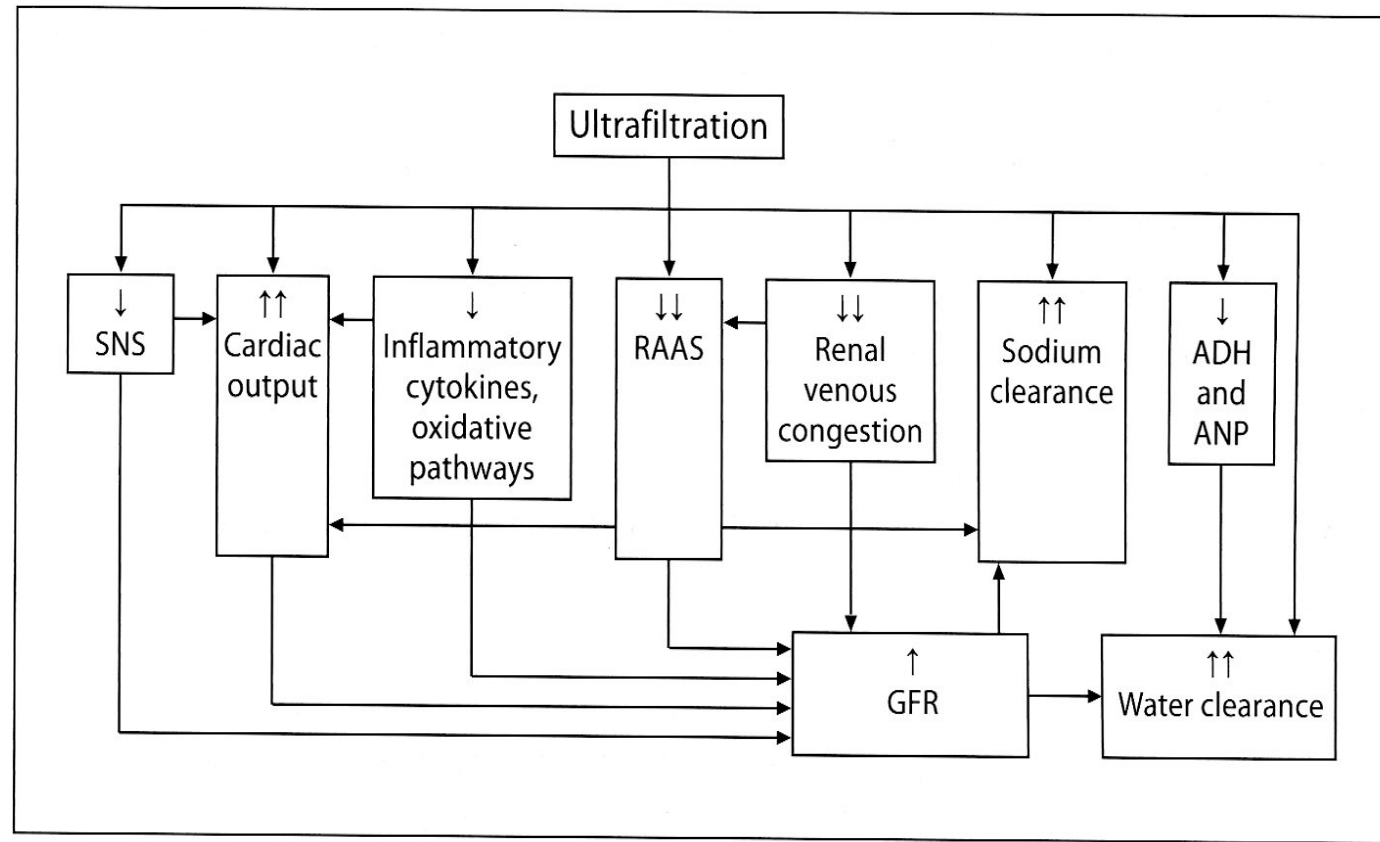 Ultrafiltration
↓
SNS
↑↑
Cardiac
output
↓
Inflammatory
cytokines,
oxidative
pathways
↓↓
RAAS
↓↓
Renal
venous
congestion
↑↑
Sodium
clearance
↓
ADH
and
ANP
↑
GFR
↑↑
Water clearance